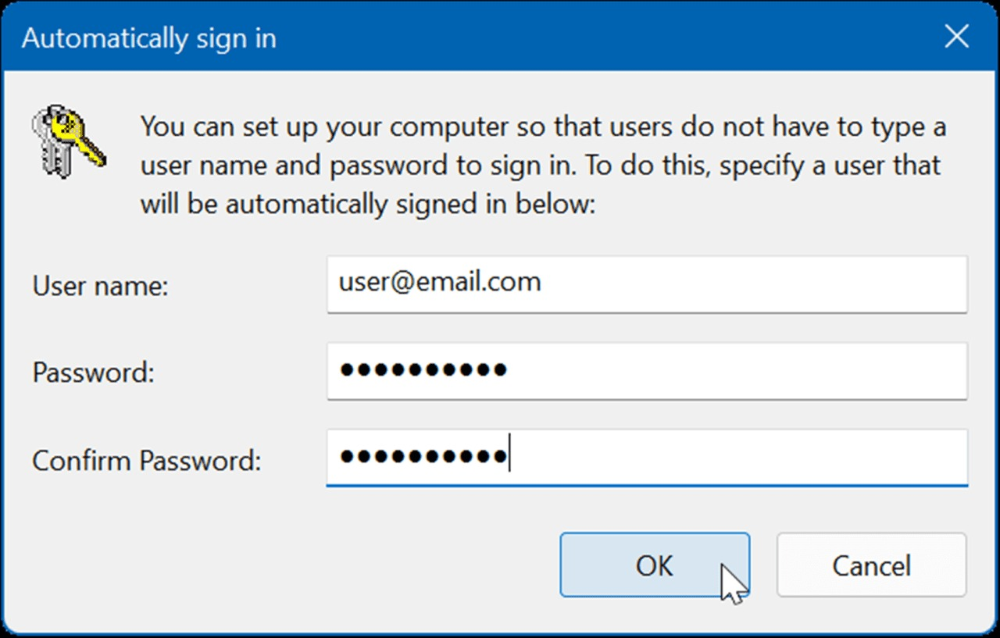 Automatically sign in
You can set up your computer so that users do not have to type a
user name and password to sign in. To do this, specify a user that
will be automatically signed in below:
User name:
user@email.com
Password:
●●●●●●●●●●
Confirm Password:
●●●●●●●●●●
OK
Cancel